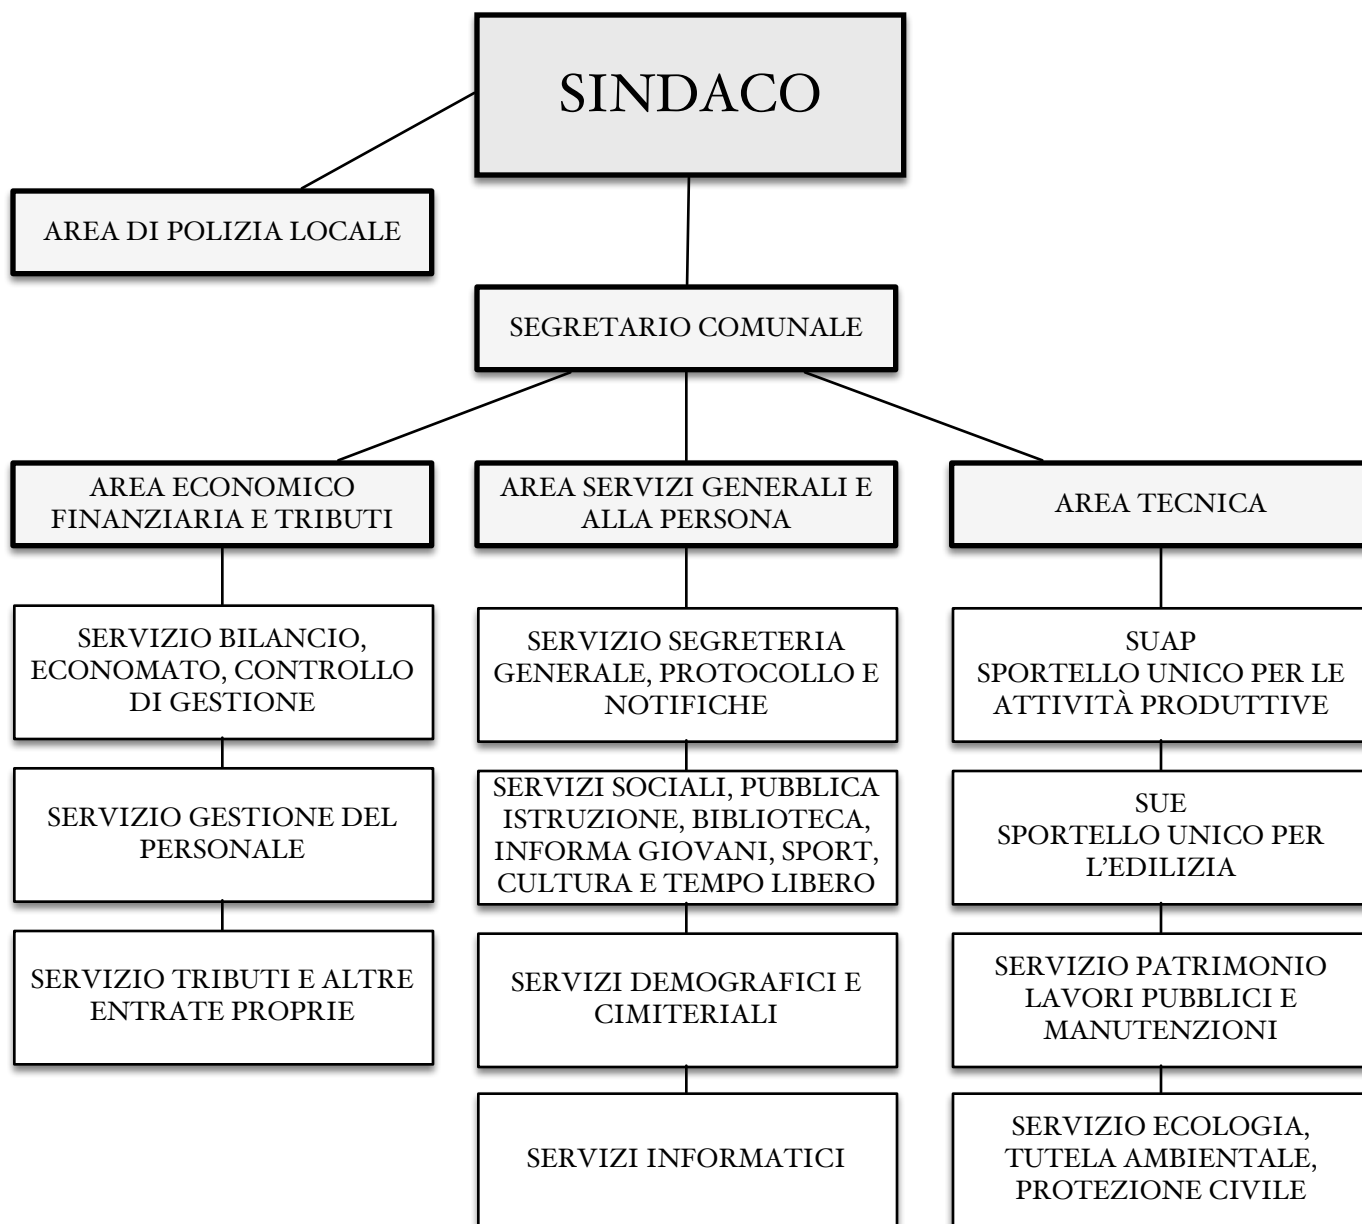 SINDACO
AREA DI POLIZIA LOCALE
SEGRETARIO COMUNALE
AREA ECONOMICO
FINANZIARIA E TRIBUTI
AREA SERVIZI GENERALI E
ALLA PERSONA
AREA TECNICA
SERVIZIO BILANCIO,
ECONOMATO, CONTROLLO
DI GESTIONE
SERVIZIO SEGRETERIA
GENERALE, PROTOCOLLO E
NOTIFICHE
SUAP
SPORTELLO UNICO PER LE
ATTIVITÀ PRODUTTIVE
SERVIZIO GESTIONE DEL
PERSONALE
SERVIZI SOCIALI, PUBBLICA
ISTRUZIONE, BIBLIOTECA,
INFORMA GIOVANI, SPORT,
CULTURA E TEMPO LIBERO
SUE
SPORTELLO UNICO PER
L'EDILIZIA
SERVIZIO TRIBUTI E ALTRE
ENTRATE PROPRIE
SERVIZI DEMOGRAFICI E
CIMITERIALI
SERVIZIO PATRIMONIO
LAVORI PUBBLICI E
MANUTENZIONI
SERVIZI INFORMATICI
SERVIZIO ECOLOGIA,
TUTELA AMBIENTALE,
PROTEZIONE CIVILE